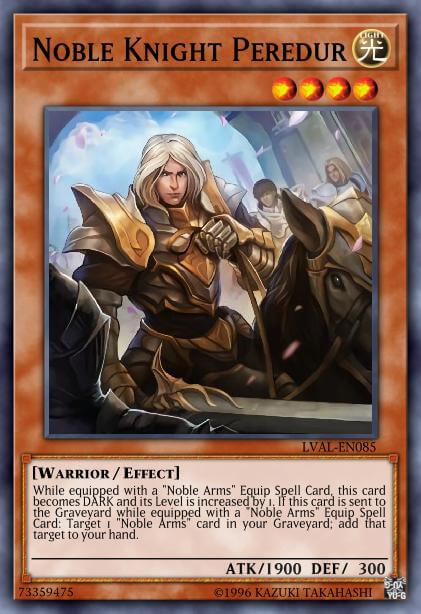 Noble Knight Peredur
LIGHT
光
LVAL-EN085
[Warrior / Effect]
While equipped with a "Noble Arms" Equip Spell Card, this card
becomes DARK and its Level is increased by 1. If this card is sent to
the Graveyard while equipped with a "Noble Arms" Equip Spell
Card: Target 1 "Noble Arms" card in your Graveyard; add that
target to your hand.
ATK/1900 DEF/ 300
73359475
©1996 KAZUKI TAKAHASHI